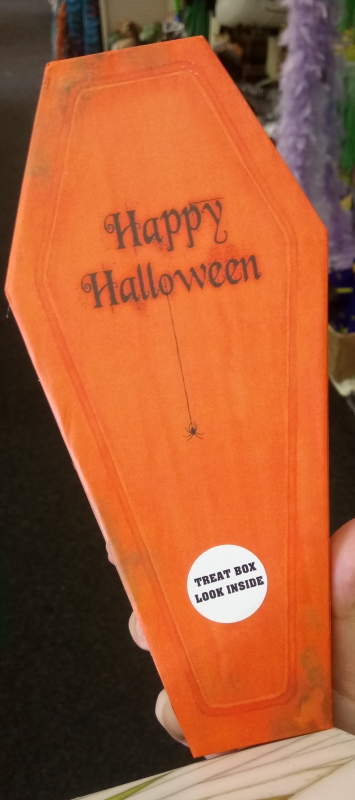 Happy
Halloween
TREAT BOX
LOOK INSIDE